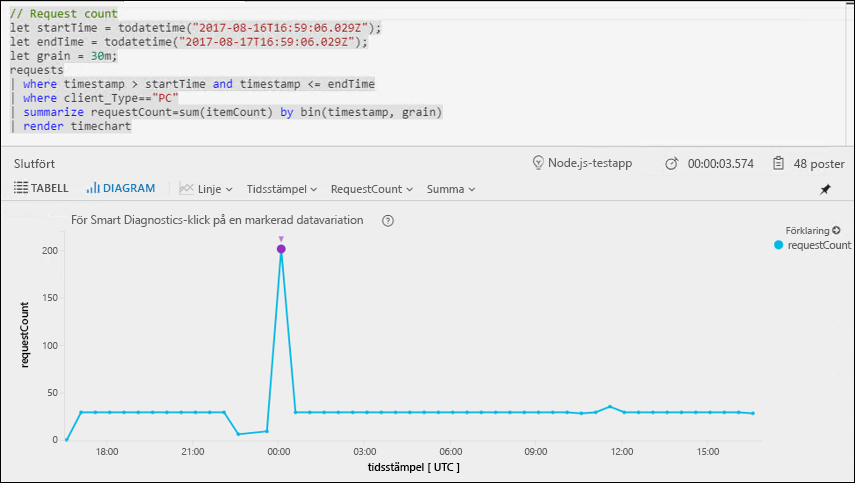 // Request count
let startTime = todatetime("2017-08-16T16:59:06.029Z");
let endTime = todatetime("2017-08-17T16:59:06.029Z");
let grain = 30m;
requests
| where timestamp > startTime and timestamp <= endTime
| where client_Type=="PC"
| summarize requestCount=sum(itemCount) by bin(timestamp, grain)
| render timechart
Slutfört Node.js-testapp 00:00:03.574 48 poster
TABELL DIAGRAM Linje Tidsstämpel RequestCount Summa
För Smart Diagnostics-klick på en markerad datavariation ?
Förklaring
requestCount
200
150
100
50
0
requestCount
18:00 21:00 00:00 03:00 06:00 09:00 12:00 15:00
tidsstämpel [ UTC ]